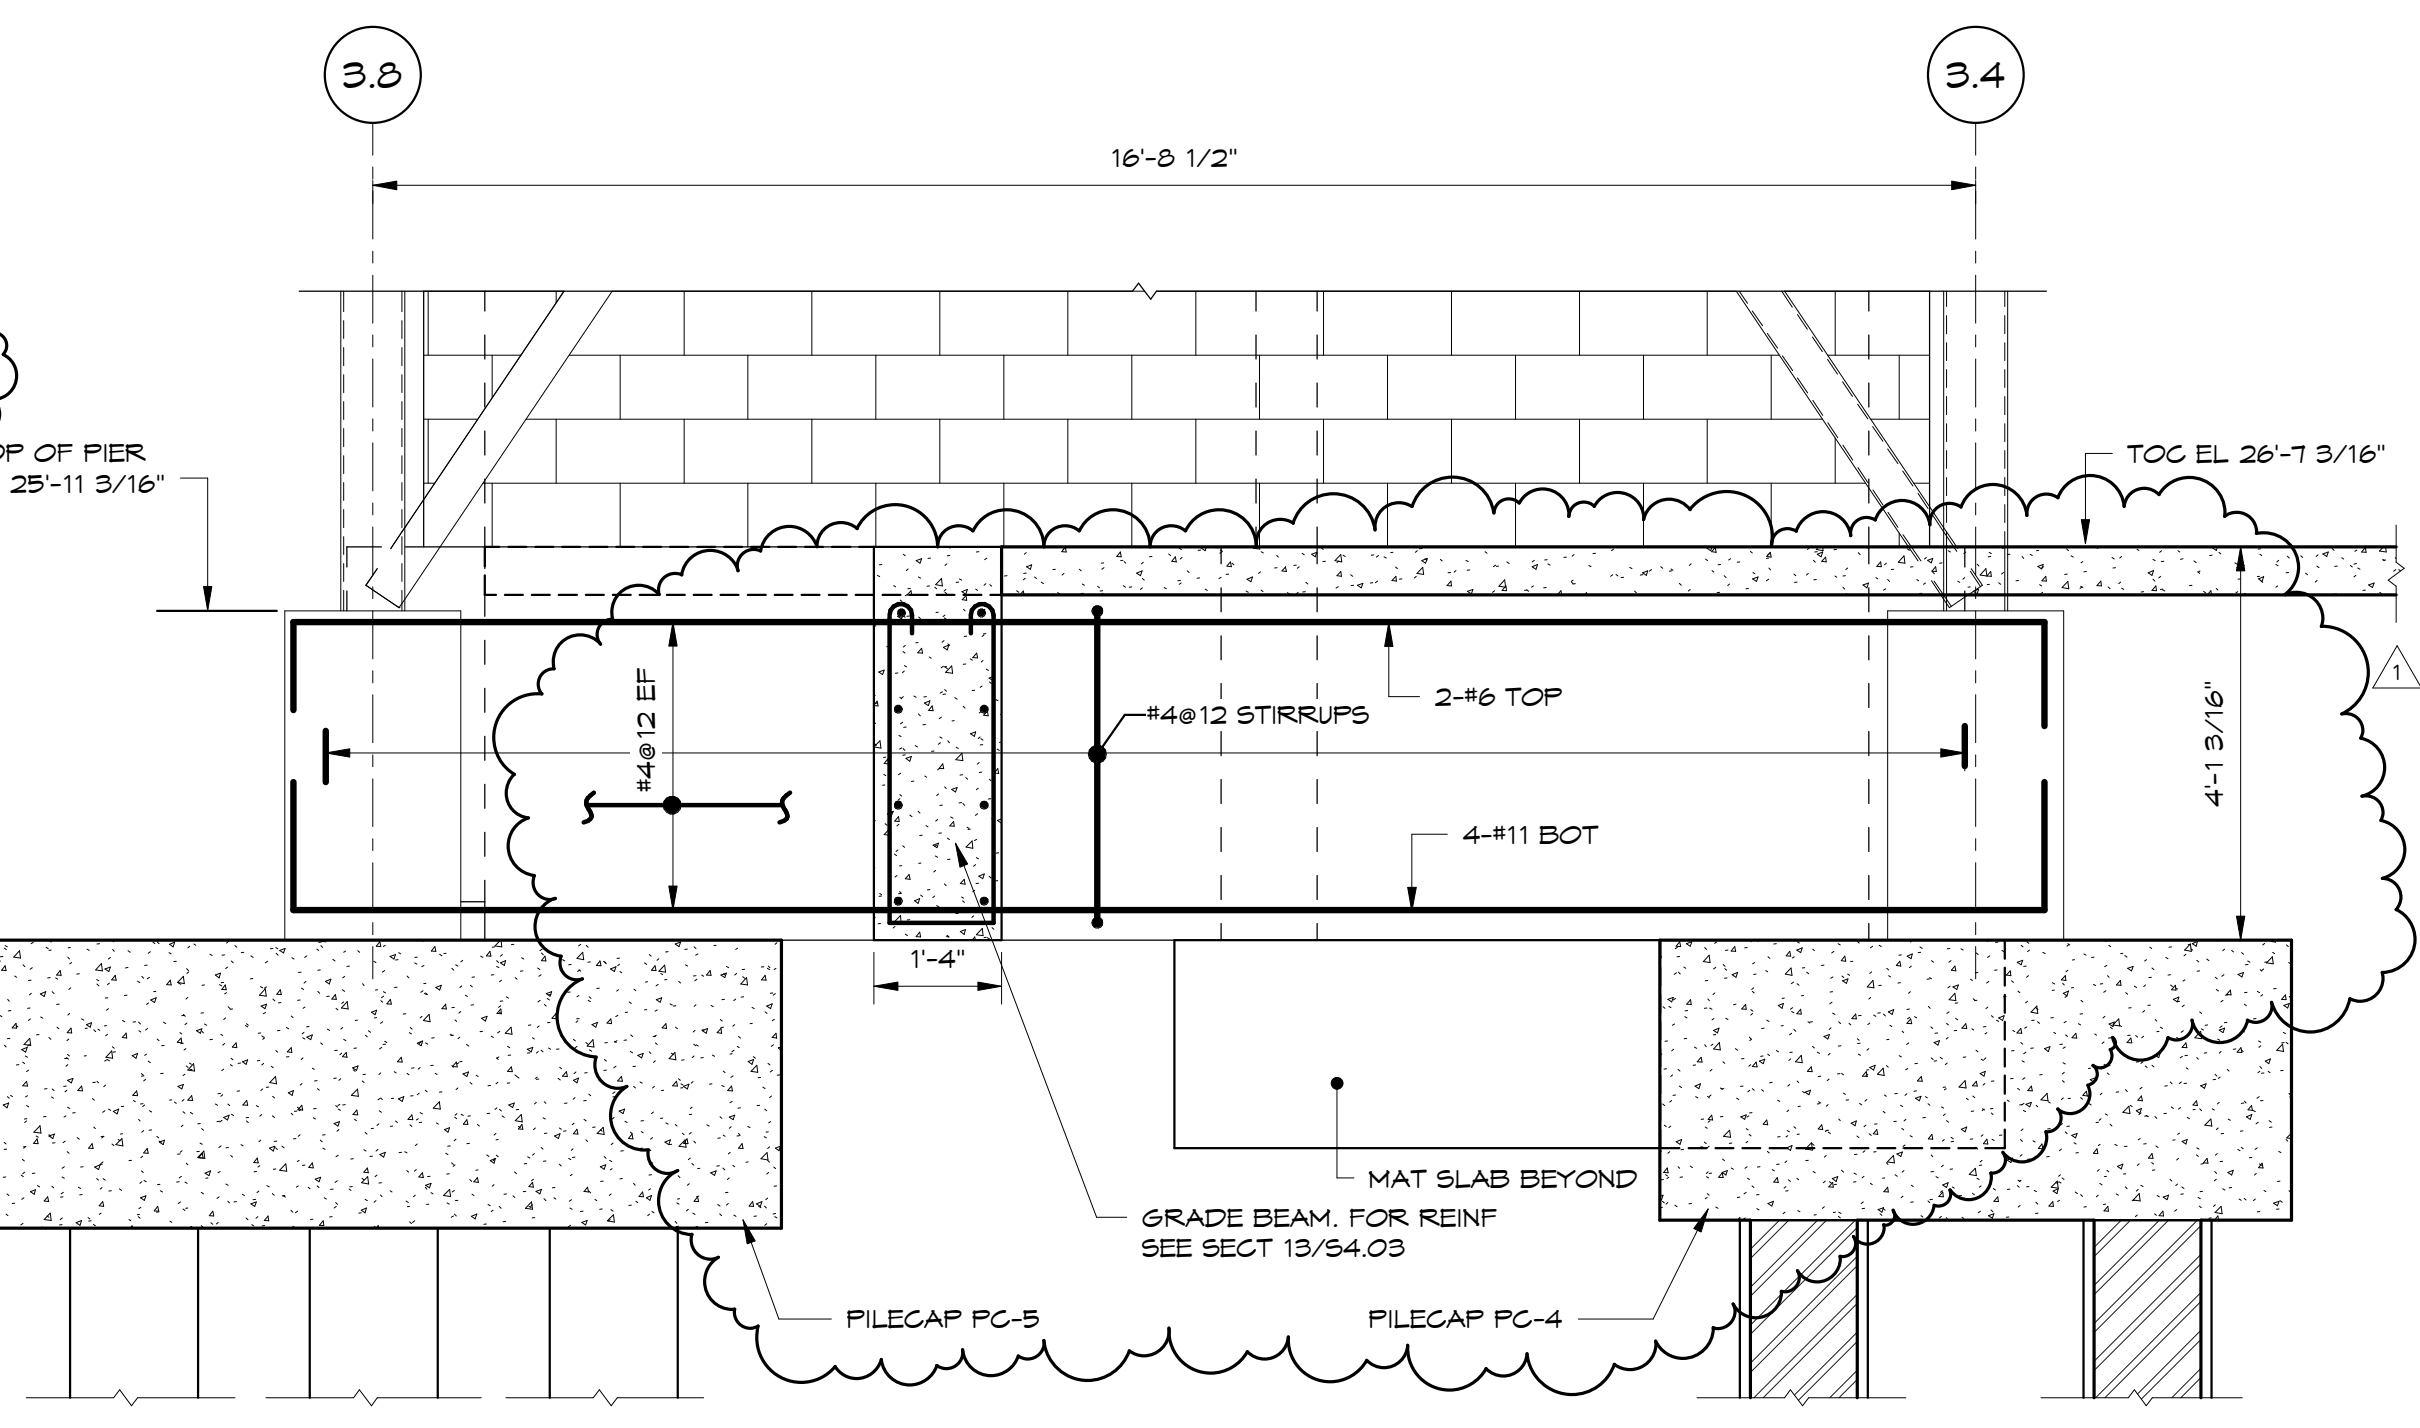 3.8
3.4
16'-8 1/2"
OP OF PIER
25'-11 3/16"
TOC EL 26'-7 3/16"
#4@12 EF
#4@12 STIRRUPS
2-#6 TOP
4'-1 3/16"
1
4-#11 BOT
1'-4"
MAT SLAB BEYOND
GRADE BEAM. FOR REINF
SEE SECT 13/S4.03
PILECAP PC-5
PILECAP PC-4